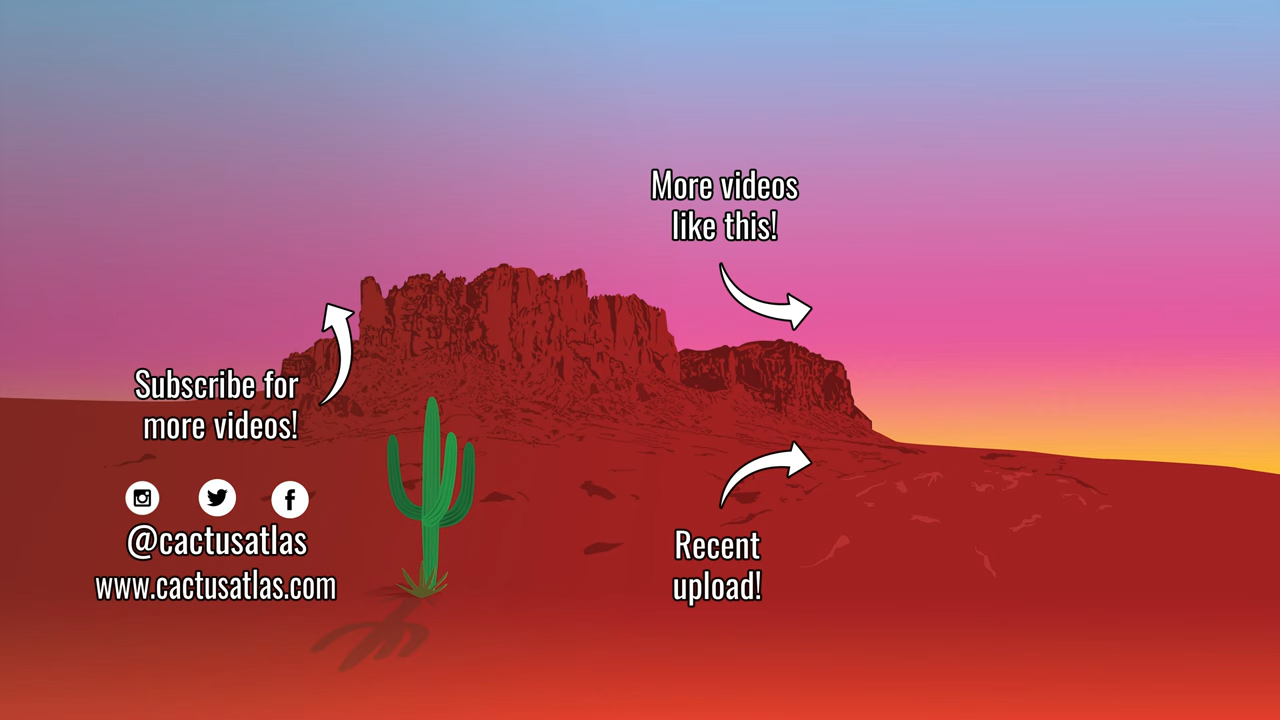 More videos
like this!
Subscribe for
more videos!
@cactusatlas
www.cactusatlas.com
Recent
upload!